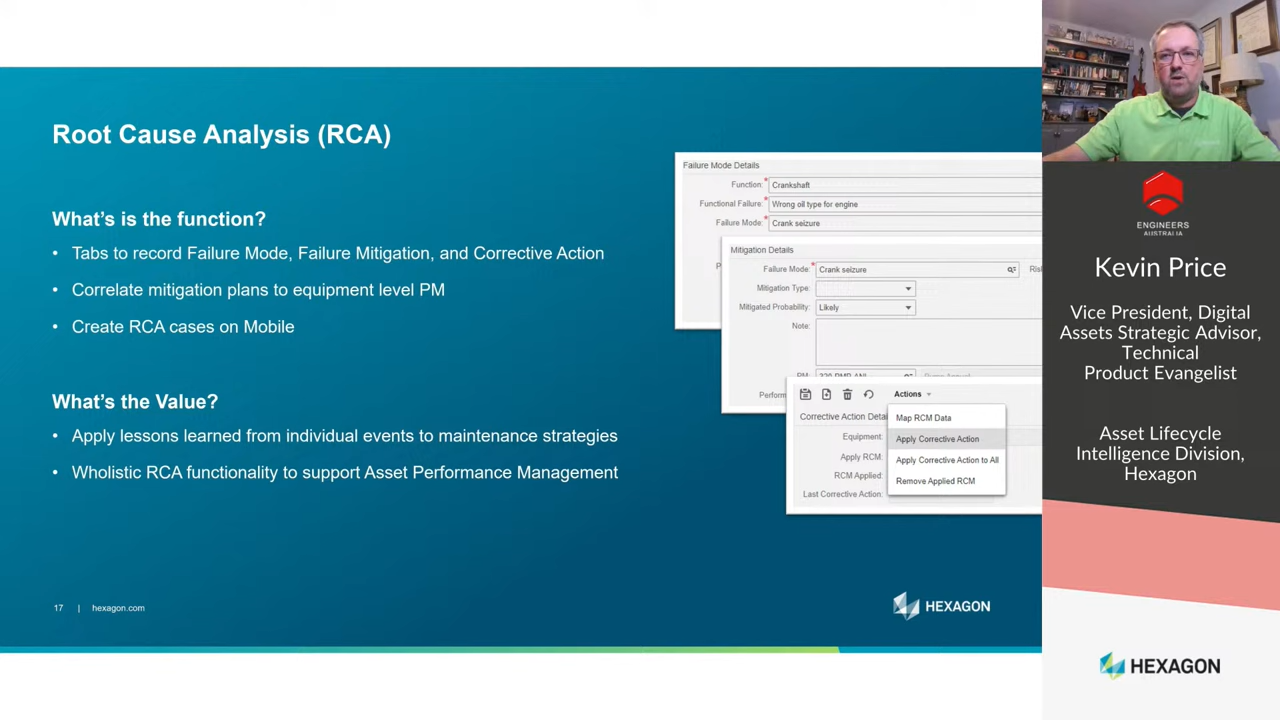 Root Cause Analysis (RCA)
What's is the function?
• Tabs to record Failure Mode, Failure Mitigation, and Corrective Action
• Correlate mitigation plans to equipment level PM
• Create RCA cases on Mobile
What's the Value?
• Apply lessons learned from individual events to maintenance strategies
• Wholistic RCA functionality to support Asset Performance Management
17 | hexagon.com
Failure Mode Details
Function: * Crankshaft
Functional Failure: * Wrong oil type for engine
Failure Mode: * Crank seizure
Mitigation Details
Failure Mode: * Crank seizure
Mitigation Type:
Mitigated Probability: Likely
Note:
Actions
Map RCM Data
Corrective Action
Apply Corrective Action
Equipment:
Apply Corrective Action to All
Apply RCM:
Remove Applied RCM
RCM Applied:
Last Corrective Action:
HEXAGON
ENGINEERS
AUSTRALIA
Kevin Price
Vice President, Digital
Assets Strategic Advisor,
Technical
Product Evangelist
Asset Lifecycle
Intelligence Division,
Hexagon
HEXAGON